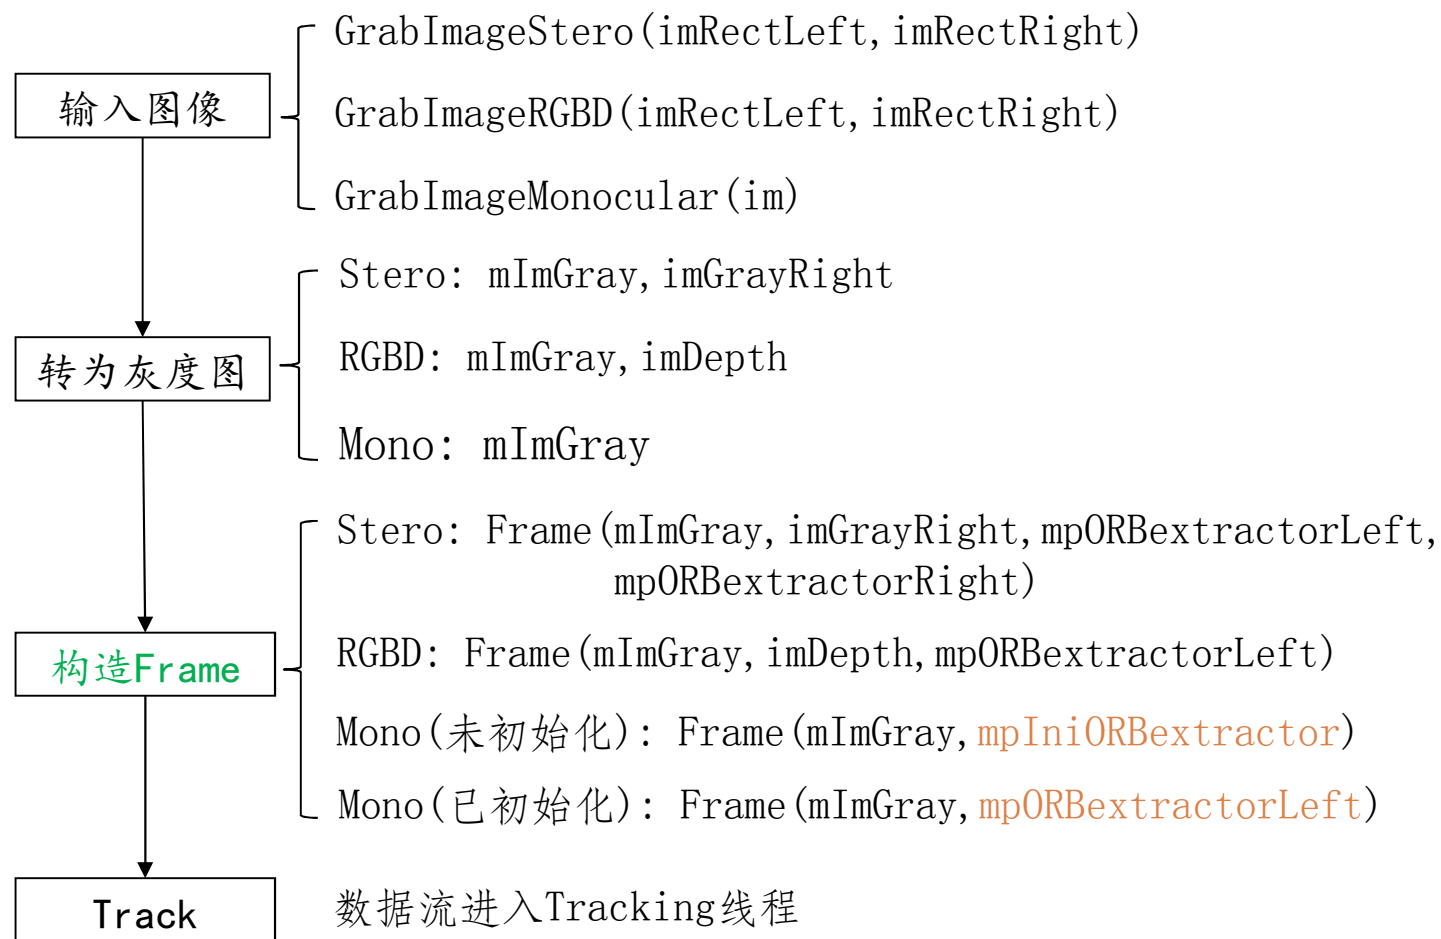 输入图像
GrabImageStero(imRectLeft,imRectRight)
GrabImageRGBD(imRectLeft,imRectRight)
GrabImageMonocular(im)
转为灰度图
Stero: mImGray,imGrayRight
RGBD: mImGray,imDepth
Mono: mImGray
构造Frame
Stero: Frame(mImGray,imGrayRight,mpORBextractorLeft,
mpORBextractorRight)
RGBD: Frame(mImGray,imDepth,mpORBextractorLeft)
Mono(未初始化): Frame(mImGray,mpIniORBextractor)
Mono(已初始化): Frame(mImGray,mpORBextractorLeft)
Track
数据流进入Tracking线程